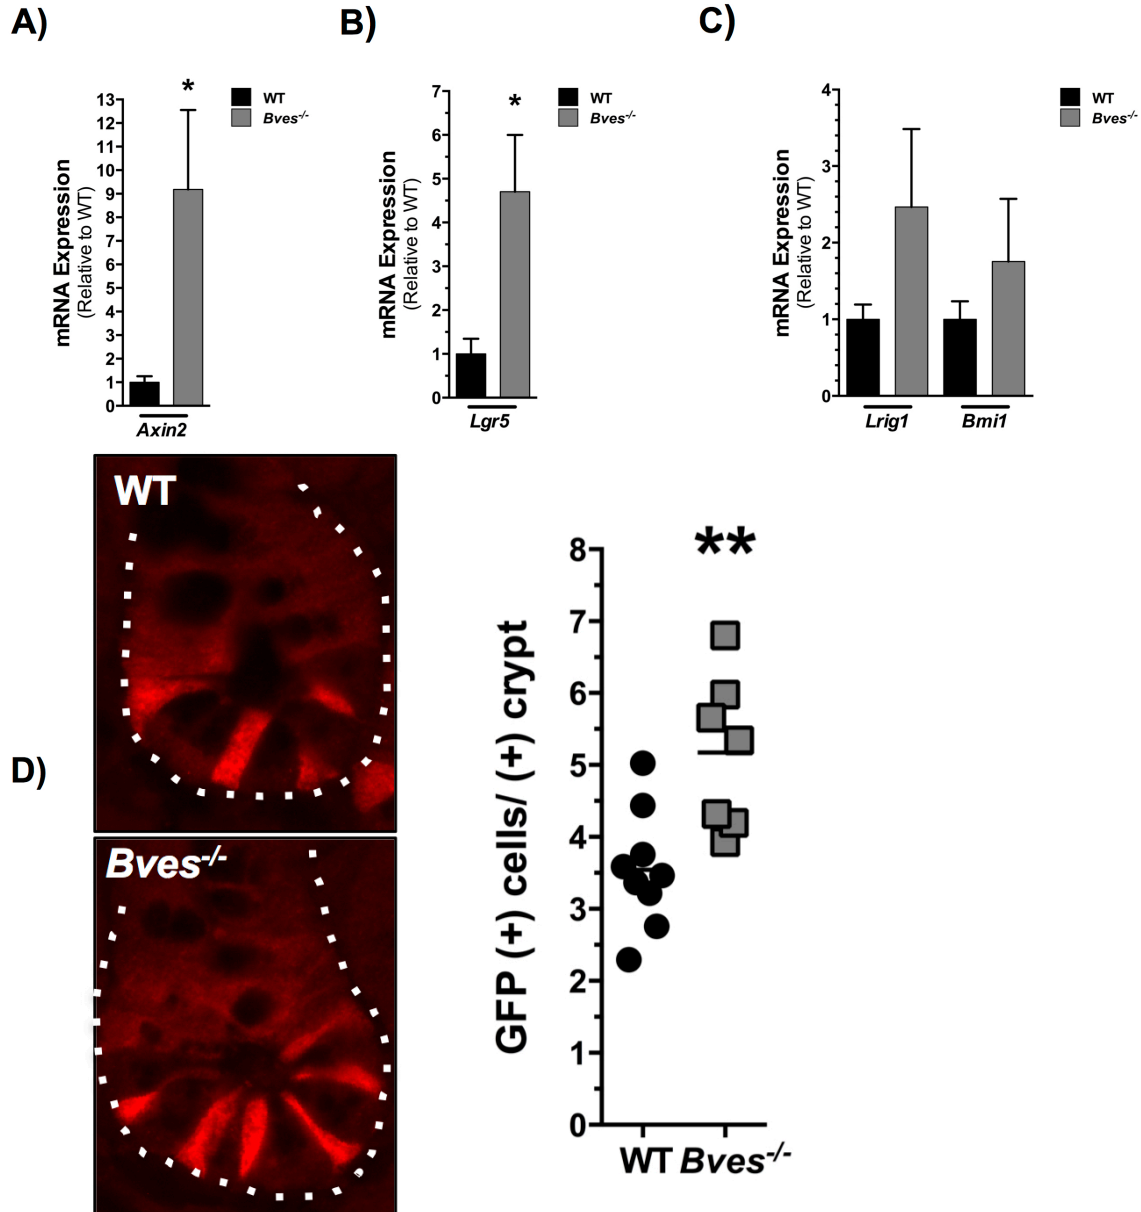 A)
B)
C)
*
WT
Bves-/-
13
12
11
10
9
8
7
6
5
4
3
2
1
0
mRNA Expression
(Relative to WT)
Axin2
*
WT
Bves-/-
7
6
5
4
3
2
1
0
mRNA Expression
(Relative to WT)
Lgr5
WT
Bves-/-
4
3
2
1
0
mRNA Expression
(Relative to WT)
Lrig1 Bmi1
D)
WT
Bves-/-
**
8
7
6
5
4
3
2
1
0
GFP (+) cells/ (+) crypt
WT Bves-/-